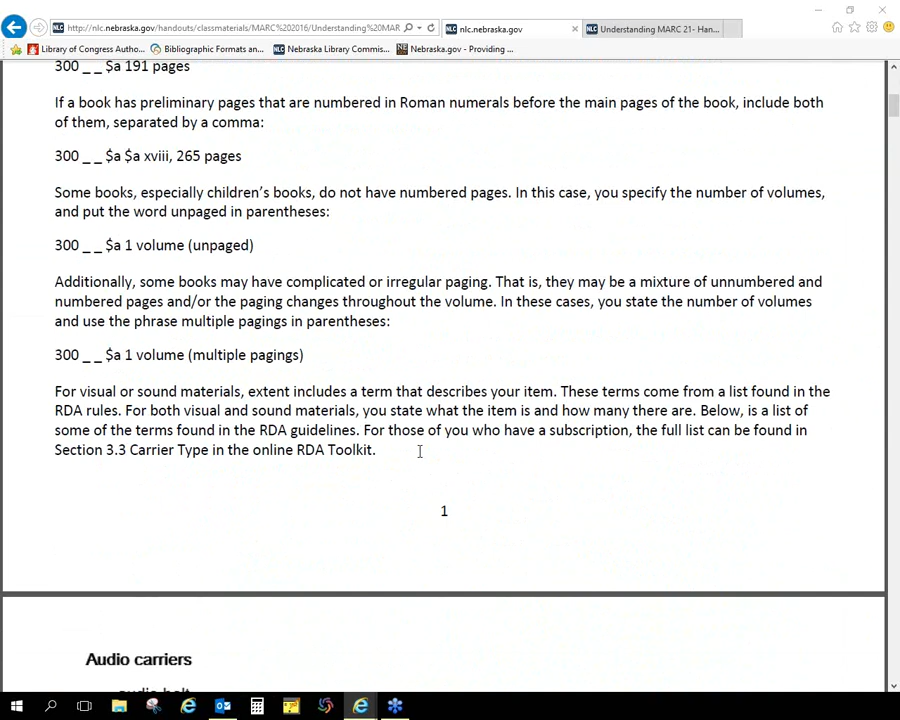 http://nlc.nebraska.gov/handouts/classmaterials/MARC%202016/Understanding%20MAR
nlc.nebraska.gov
Understanding MARC 21- Han...
Library of Congress Autho...
Bibliographic Formats an...
Nebraska Library Commis...
Nebraska.gov - Providing ...
300 _ _ $a 191 pages
If a book has preliminary pages that are numbered in Roman numerals before the main pages of the book, include both
of them, separated by a comma:
300 _ _ $a $a xviii, 265 pages
Some books, especially children's books, do not have numbered pages. In this case, you specify the number of volumes,
and put the word unpaged in parentheses:
300 _ _ $a 1 volume (unpaged)
Additionally, some books may have complicated or irregular paging. That is, they may be a mixture of unnumbered and
numbered pages and/or the paging changes throughout the volume. In these cases, you state the number of volumes
and use the phrase multiple pagings in parentheses:
300 _ _ $a 1 volume (multiple pagings)
For visual or sound materials, extent includes a term that describes your item. These terms come from a list found in the
RDA rules. For both visual and sound materials, you state what the item is and how many there are. Below, is a list of
some of the terms found in the RDA guidelines. For those of you who have a subscription, the full list can be found in
Section 3.3 Carrier Type in the online RDA Toolkit.
1
Audio carriers